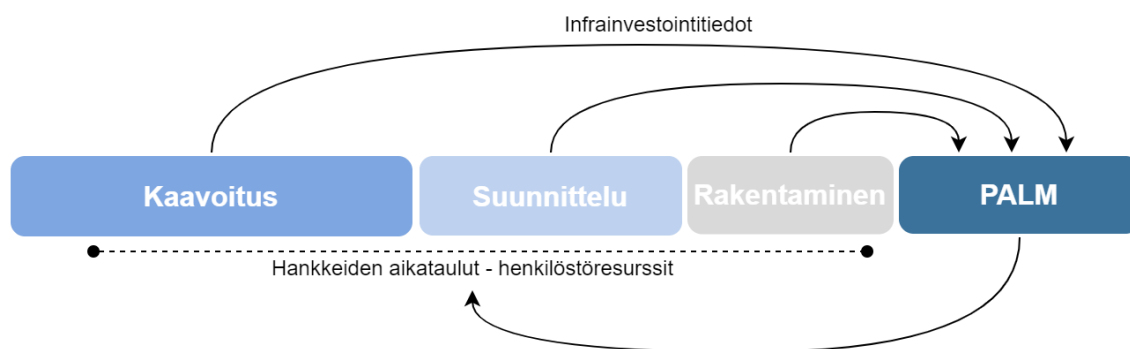 Infrainvestointitiedot
Kaavoitus
Suunnittelu
Rakentaminen
PALM
Hankkeiden aikataulut - henkilöstöresurssit